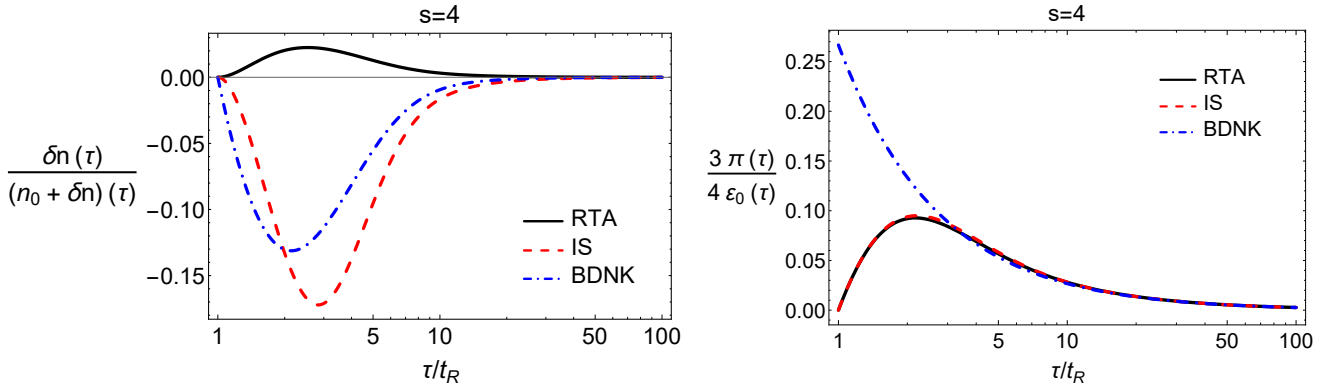 s=4
δn (τ)
(n₀ + δn) (τ)
0.00
−0.05
−0.10
−0.15
RTA
IS
BDNK
1 5 10 50 100
τ/t_R
s=4
3 π (τ)
4 ε₀ (τ)
0.25
0.20
0.15
0.10
0.05
0.00
RTA
IS
BDNK
1 5 10 50 100
τ/t_R